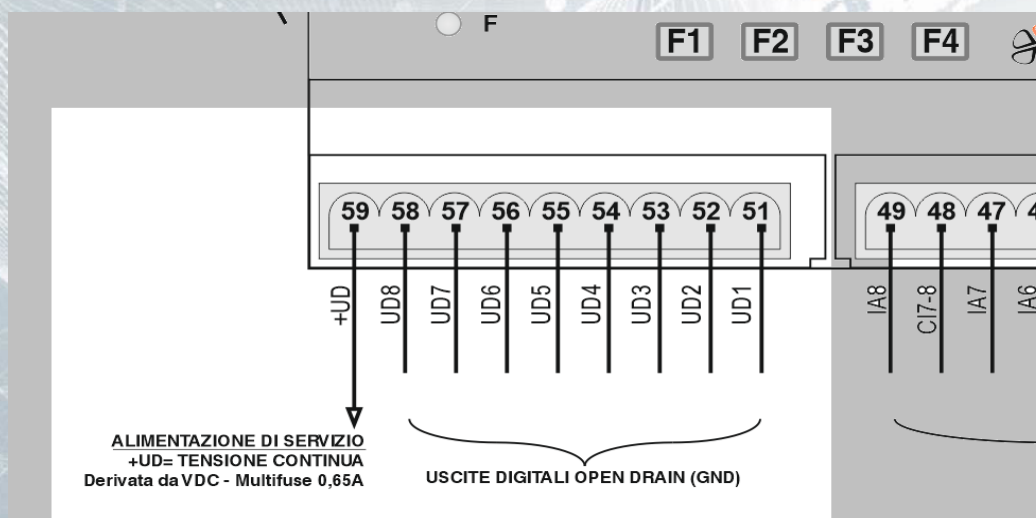 F
F1 F2 F3 F4
59 58 57 56 55 54 53 52 51
49 48 47
+UD UD8 UD7 UD6 UD5 UD4 UD3 UD2 UD1
IA8 CI7-8 IA7 IA6
ALIMENTAZIONE DI SERVIZIO
+UD= TENSIONE CONTINUA
Derivata da VDC - Multifuse 0,65A
USCITE DIGITALI OPEN DRAIN (GND)